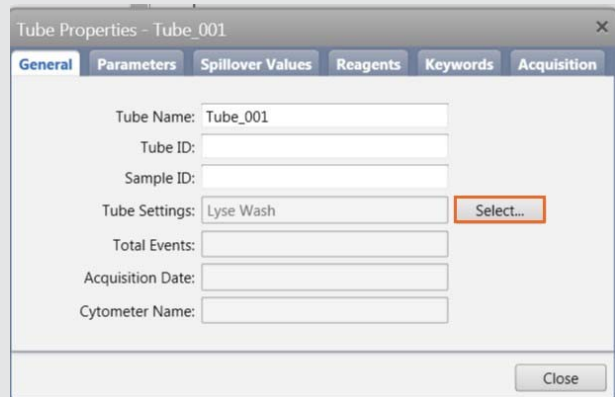 Tube Properties - Tube_001
General Parameters Spillover Values Reagents Keywords Acquisition
Tube Name: Tube_001
Tube ID:
Sample ID:
Tube Settings: Lyse Wash Select...
Total Events:
Acquisition Date:
Cytometer Name:
Close